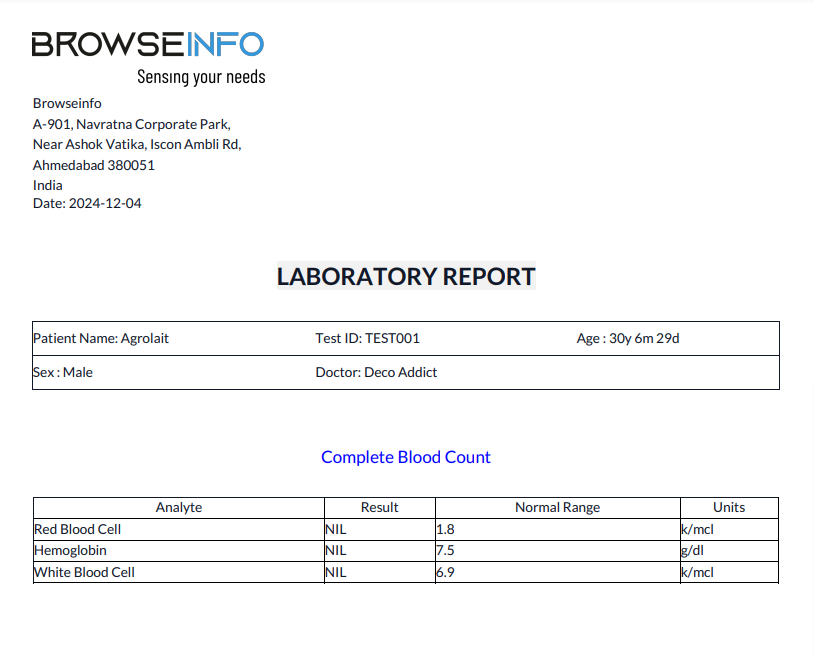 BROWSEINFO
Sensing your needs
Browseinfo
A-901, Navratna Corporate Park,
Near Ashok Vatika, Iscon Ambli Rd,
Ahmedabad 380051
India
Date: 2024-12-04
LABORATORY REPORT
Patient Name: Agrolait Test ID: TEST001 Age : 30y 6m 29d
Sex : Male Doctor: Deco Addict
Complete Blood Count
Analyte Result Normal Range Units
Red Blood Cell NIL 1.8 k/mcl
Hemoglobin NIL 7.5 g/dl
White Blood Cell NIL 6.9 k/mcl